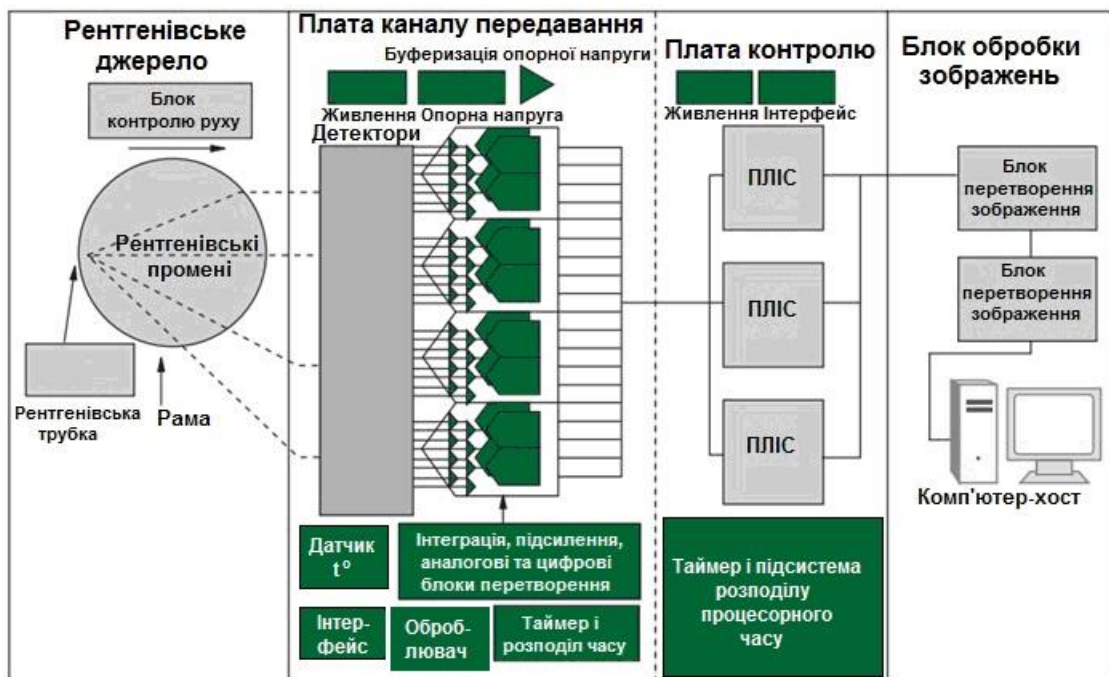 Рентгенівське
джерело
Блок
контролю руху
Рентгенівські
промені
Рентгенівська
трубка
Рама
Плата каналу передавання
Буферизація опорної напруги
Живлення Опорна напруга
Детектори
Датчик
t°
Інтеграція, підсилення,
аналогові та цифрові
блоки перетворення
Інтер-
фейс
Оброб-
лювач
Таймер і
розподіл часу
Плата контролю
Живлення Інтерфейс
ПЛІС
ПЛІС
ПЛІС
Таймер і підсистема
розподілу
процесорного
часу
Блок обробки
зображень
Блок
перетворення
зображення
Блок
перетворення
зображення
Комп'ютер-хост